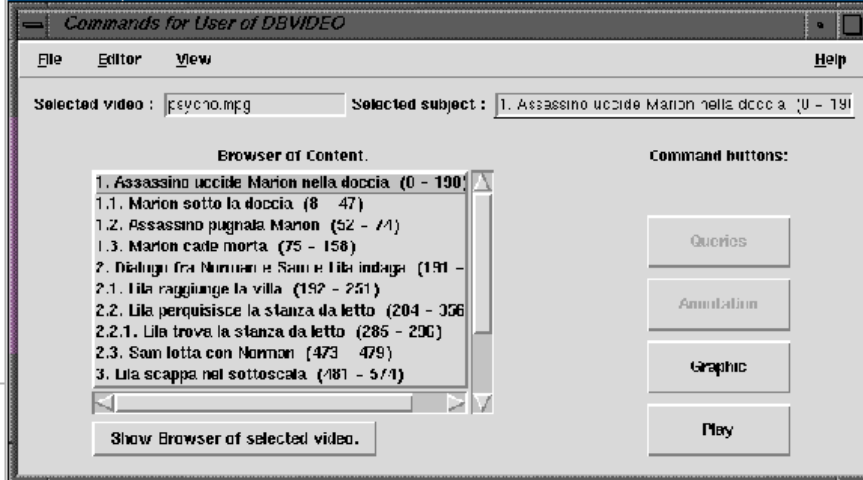 Commands for User of DBVIDEO
File Editor View Help
Selected video : psycho.mpg Selected subject : 1. Assassino uccide Marion nella doccia (0 - 190
Browser of Content. Command buttons:
1. Assassino uccide Marion nella doccia (0 - 190)
1.1. Marion sotto la doccia (8 47)
1.2. Assassino pugnala Marion (52 - 74)
1.3. Marion cade morta (75 - 158)
2. Dialogo fra Norman e Sam e Lila indaga (191 -
2.1. Lila raggiunge la villa (192 - 251)
2.2. Lila perquisisce la stanza da letto (204 - 356
2.2.1. Lila trova la stanza da letto (285 - 290)
2.3. Sam lotta con Norman (473 479)
3. Lila scappa nel sottoscala (481 - 574)
Queries
Annotation
Graphic
Play
Show Browser of selected video.